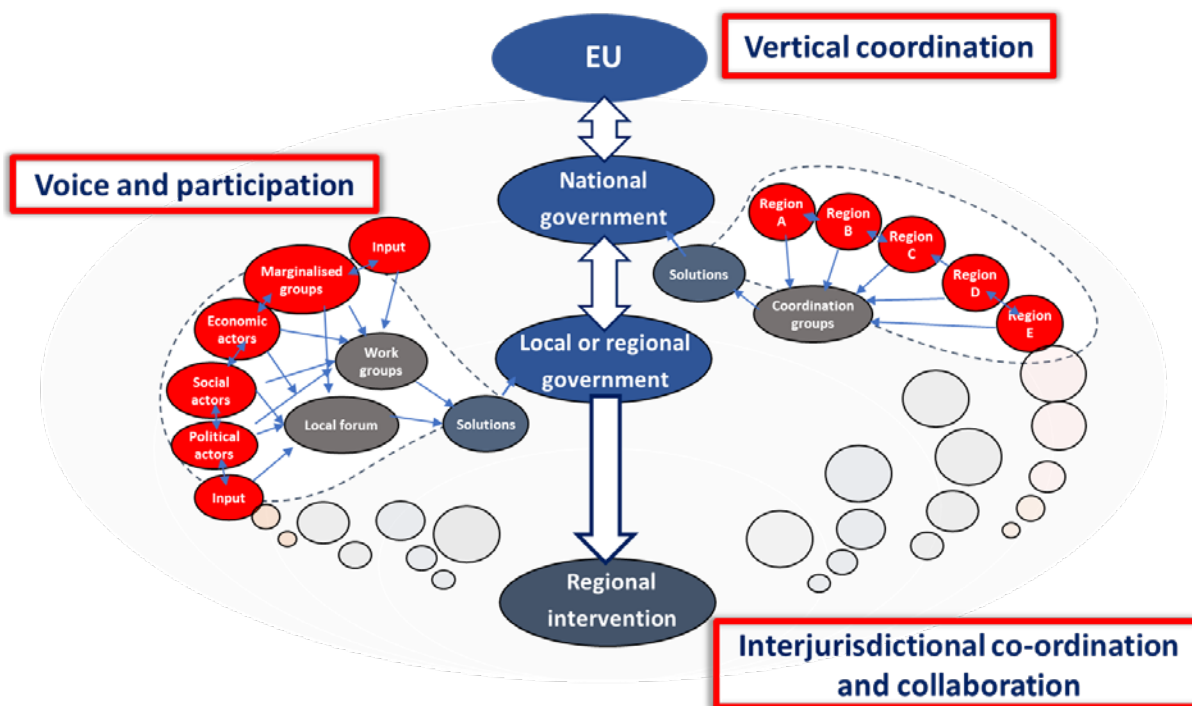 EU
Vertical coordination
Voice and participation
National
government
Region
A
Region
B
Region
C
Region
D
Region
E
Solutions
Coordination
groups
Input
Marginalised
groups
Economic
actors
Social
actors
Political
actors
Input
Work
groups
Local forum
Solutions
Local or regional
government
Regional
intervention
Interjurisdictional co-ordination
and collaboration